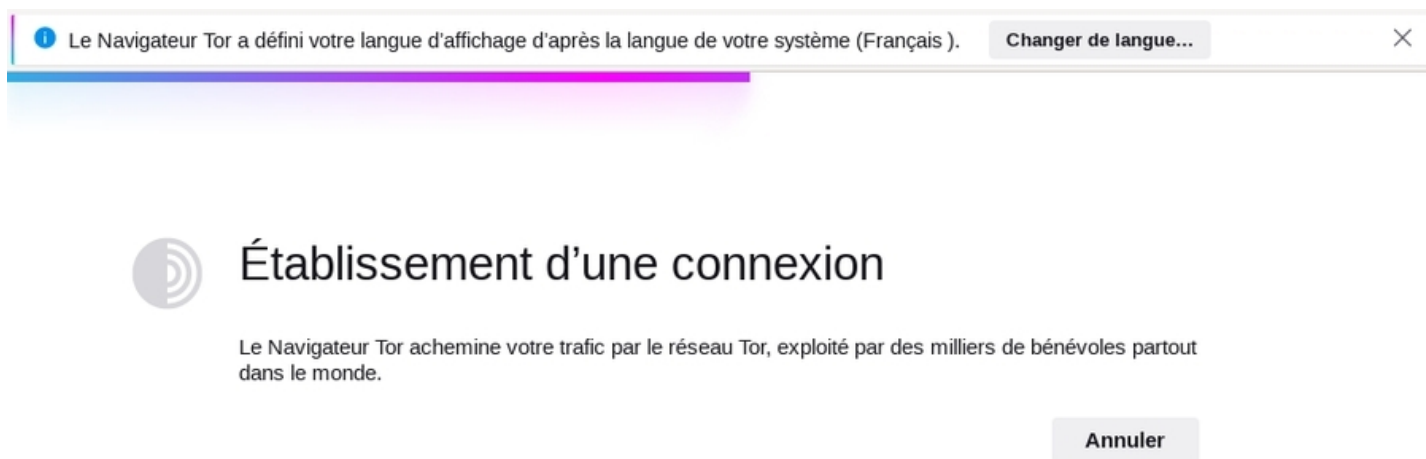 Le Navigateur Tor a défini votre langue d'affichage d'après la langue de votre système (Français ). Changer de langue...
Établissement d’une connexion
Le Navigateur Tor achemine votre trafic par le réseau Tor, exploité par des milliers de bénévoles partout
dans le monde.
Annuler